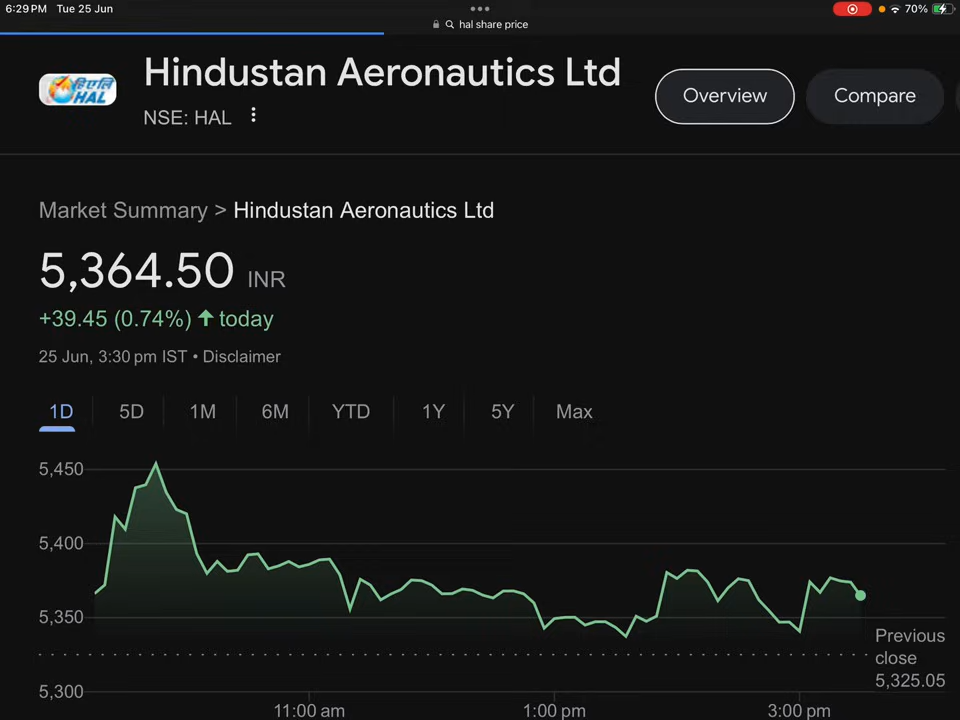 6:29 PM Tue 25 Jun
70%
hal share price
हिएएलि
HAL
Hindustan Aeronautics Ltd
NSE: HAL
Overview
Compare
Market Summary > Hindustan Aeronautics Ltd
5,364.50 INR
+39.45 (0.74%) today
25 Jun, 3:30 pm IST • Disclaimer
1D 5D 1M 6M YTD 1Y 5Y Max
5,450
5,400
5,350
5,300
Previous
close
5,325.05
11:00 am 1:00 pm 3:00 pm